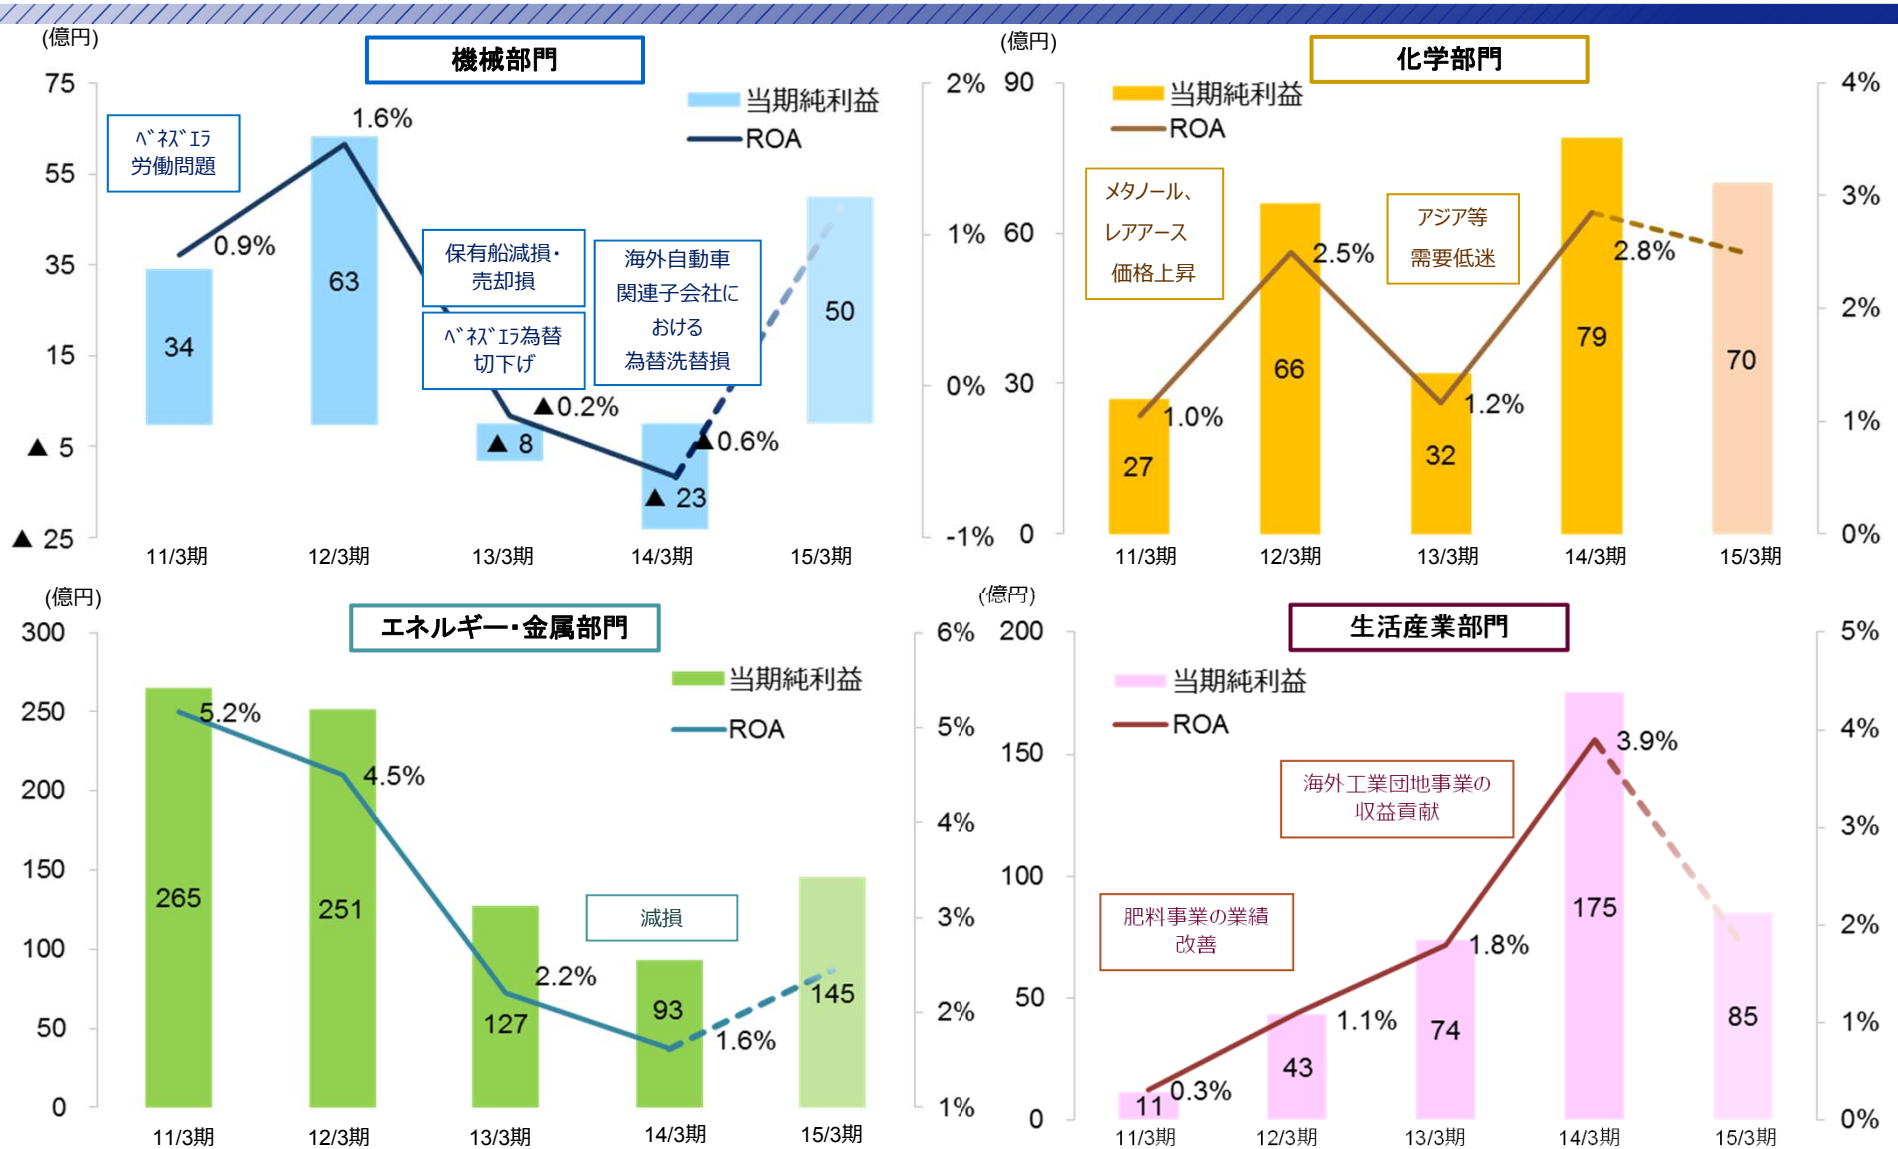 (億円)
機械部門
75
55
35
15
▲ 5
▲ 25
2%
1%
0%
-1%
当期純利益
ROA
ﾍﾞﾈｽﾞｴﾗ
労働問題
保有船減損・
売却損
ﾍﾞﾈｽﾞｴﾗ為替
切下げ
海外自動車
関連子会社に
おける
為替洗替損
1.6%
0.9%
▲0.2%
▲0.6%
34
63
▲ 8
▲ 23
50
11/3期
12/3期
13/3期
14/3期
15/3期
(億円)
化学部門
90
60
30
0
4%
3%
2%
1%
0%
当期純利益
ROA
メタノール、
レアアース
価格上昇
アジア等
需要低迷
1.0%
2.5%
1.2%
2.8%
27
66
32
79
70
11/3期
12/3期
13/3期
14/3期
15/3期
(億円)
エネルギー・金属部門
300
250
200
150
100
50
0
6%
5%
4%
3%
2%
1%
当期純利益
ROA
減損
5.2%
4.5%
2.2%
1.6%
265
251
127
93
145
11/3期
12/3期
13/3期
14/3期
15/3期
(億円)
生活産業部門
200
150
100
50
0
5%
4%
3%
2%
1%
0%
当期純利益
ROA
海外工業団地事業の
収益貢献
肥料事業の業績
改善
0.3%
1.1%
1.8%
3.9%
11
43
74
175
85
11/3期
12/3期
13/3期
14/3期
15/3期